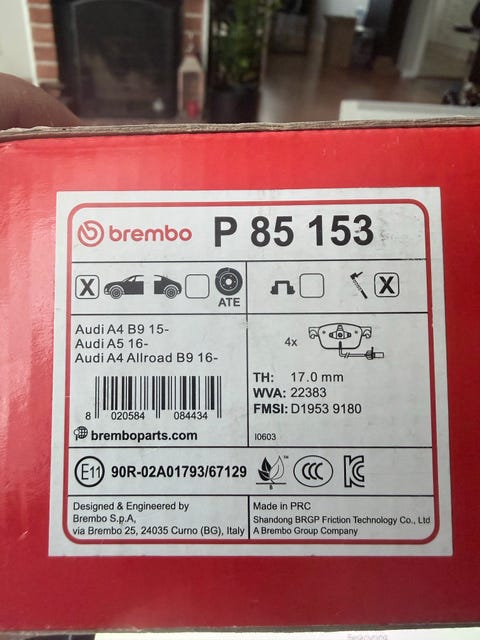 brembo P 85 153
X
ATE
X
Audi A4 B9 15-
Audi A5 16-
Audi A4 Allroad B9 16-
4x
TH: 17.0 mm
WVA: 22383
FMSI: D1953 9180
8 020584 084434
bremboparts.com
I0603
E11 90R-02A01793/67129
B
CCC
KC
Designed & Engineered by
Brembo S.p.A,
via Brembo 25, 24035 Curno (BG), Italy
Made in PRC
Shandong BRGP Friction Technology Co., Ltd
A Brembo Group Company